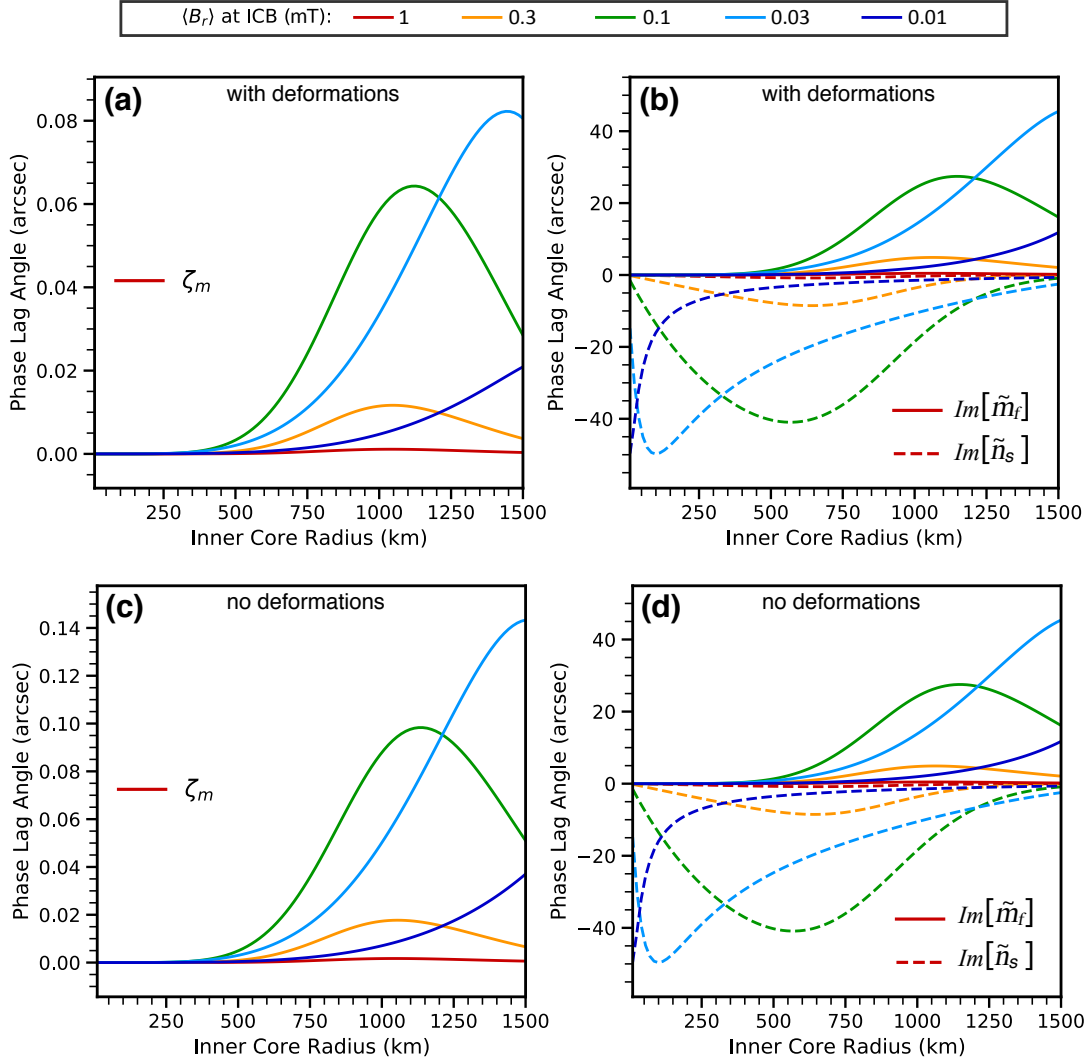 ⟨B_r⟩ at ICB (mT): 1 0.3 0.1 0.03 0.01
(a) with deformations
0.08
0.06
0.04
0.02
0.00
Phase Lag Angle (arcsec)
ζ_m
250 500 750 1000 1250 1500
Inner Core Radius (km)
(b) with deformations
40
20
0
−20
−40
Phase Lag Angle (arcsec)
Im[m̃_f]
Im[ñ_s]
250 500 750 1000 1250 1500
Inner Core Radius (km)
(c) no deformations
0.14
0.12
0.10
0.08
0.06
0.04
0.02
0.00
Phase Lag Angle (arcsec)
ζ_m
250 500 750 1000 1250 1500
Inner Core Radius (km)
(d) no deformations
40
20
0
−20
−40
Phase Lag Angle (arcsec)
Im[m̃_f]
Im[ñ_s]
250 500 750 1000 1250 1500
Inner Core Radius (km)